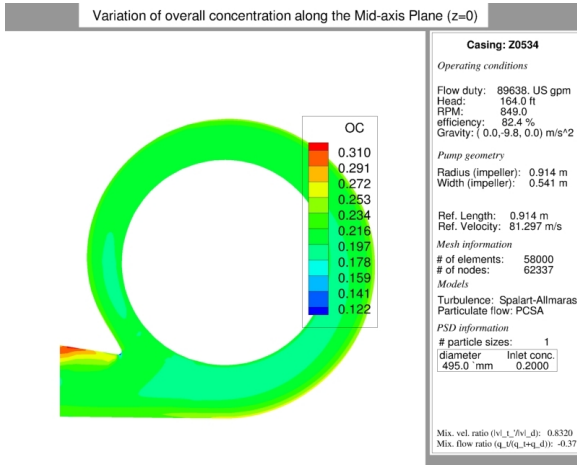 Variation of overall concentration along the Mid-axis Plane (z=0)
OC
0.310
0.291
0.272
0.253
0.234
0.216
0.197
0.178
0.159
0.141
0.122
Casing: Z0534
Operating conditions
Flow duty: 89638. US gpm
Head: 164.0 ft
RPM: 849.0
efficiency: 82.4 %
Gravity: ( 0.0,-9.8, 0.0) m/s^2
Pump geometry
Radius (impeller): 0.914 m
Width (impeller): 0.541 m
Ref. Length: 0.914 m
Ref. Velocity: 81.297 m/s
Mesh information
# of elements: 58000
# of nodes: 62337
Models
Turbulence: Spalart-Allmaras
Particulate flow: PCSA
PSD information
# particle sizes: 1
diameter Inlet conc.
495.0 `mm 0.2000
Mix. vel. ratio (|v|_t_'/|v|_d): 0.8320
Mix. flow ratio (q_t/(q_t+q_d)): -0.37